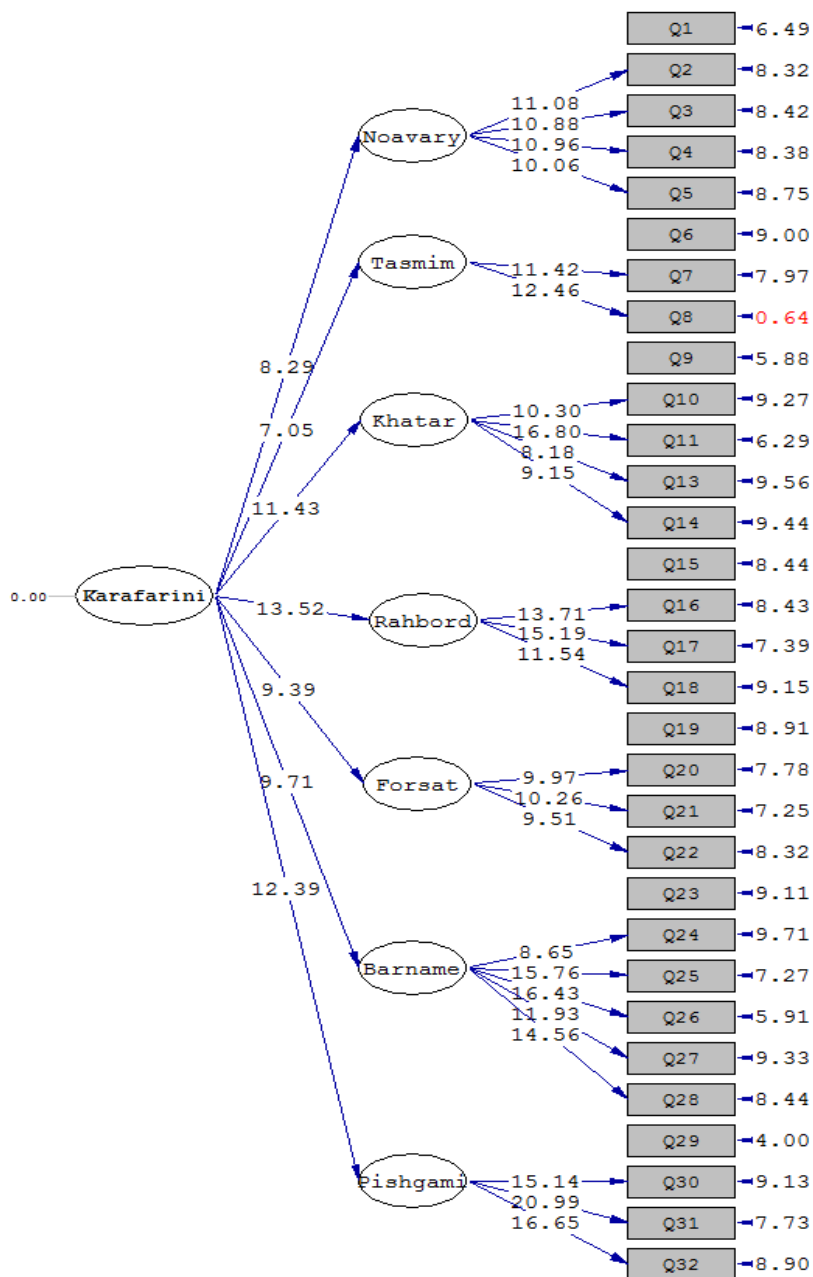 Q1 6.49
Q2 8.32
11.08
Q3 8.42
10.88
Noavary
10.96
Q4 8.38
10.06
Q5 8.75
Q6 9.00
Tasmim
11.42
Q7 7.97
12.46
Q8 0.64
Q9 5.88
8.29
Q10 9.27
10.30
Khatar
16.80
Q11 6.29
7.05
8.18
9.15
Q13 9.56
11.43
Q14 9.44
Q15 8.44
0.00 Karafarini
13.52
Rahbord
13.71
Q16 8.43
15.19
Q17 7.39
11.54
Q18 9.15
9.39
Q19 8.91
Q20 7.78
9.97
9.71
Forsat
10.26
Q21 7.25
9.51
Q22 8.32
12.39
Q23 9.11
Q24 9.71
8.65
Barname
15.76
Q25 7.27
16.43
11.93
Q26 5.91
14.56
Q27 9.33
Q28 8.44
Q29 4.00
Pishgami
15.14
Q30 9.13
20.99
Q31 7.73
16.65
Q32 8.90